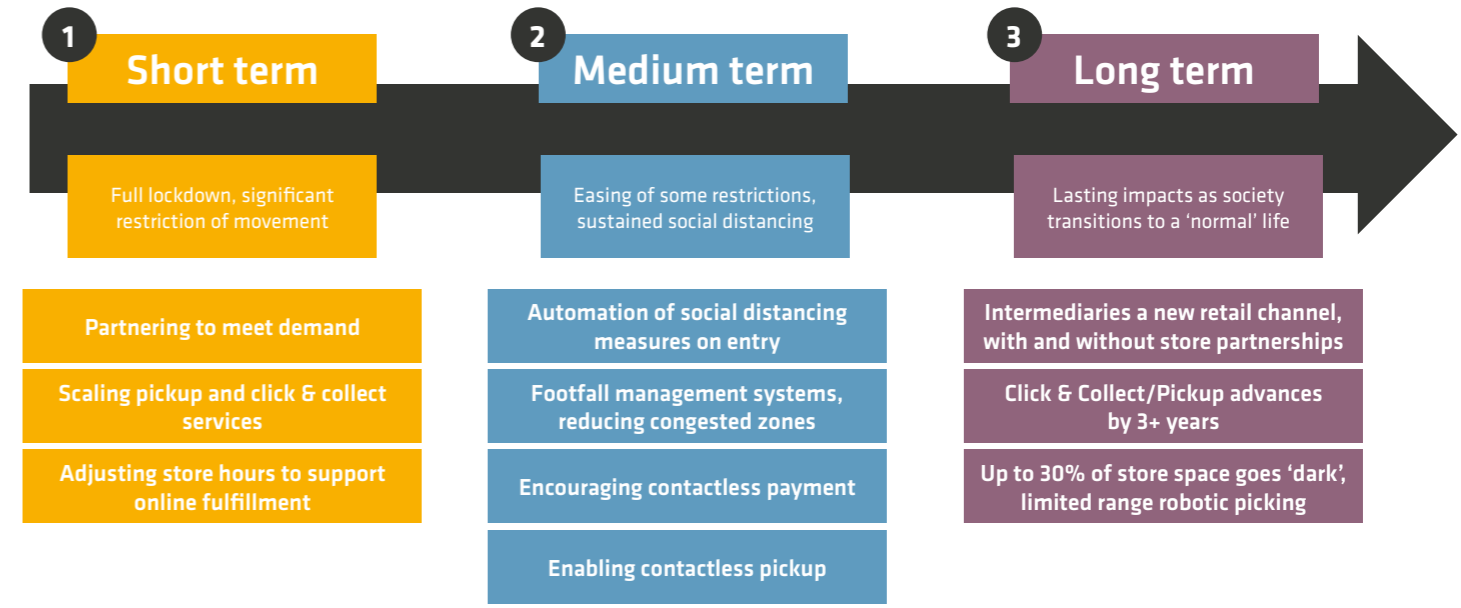 1
Short term
Full lockdown, significant
restriction of movement
Partnering to meet demand
Scaling pickup and click & collect
services
Adjusting store hours to support
online fulfillment
2
Medium term
Easing of some restrictions,
sustained social distancing
Automation of social distancing
measures on entry
Footfall management systems,
reducing congested zones
Encouraging contactless payment
Enabling contactless pickup
3
Long term
Lasting impacts as society
transitions to a ‘normal’ life
Intermediaries a new retail channel,
with and without store partnerships
Click & Collect/Pickup advances
by 3+ years
Up to 30% of store space goes ‘dark’,
limited range robotic picking